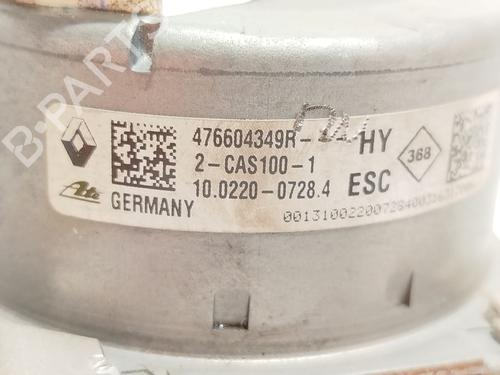 B-PARTS
476604349R-
HY
2-CAS100-1
10.0220-0728.4 ESC
368
Ate
GERMANY